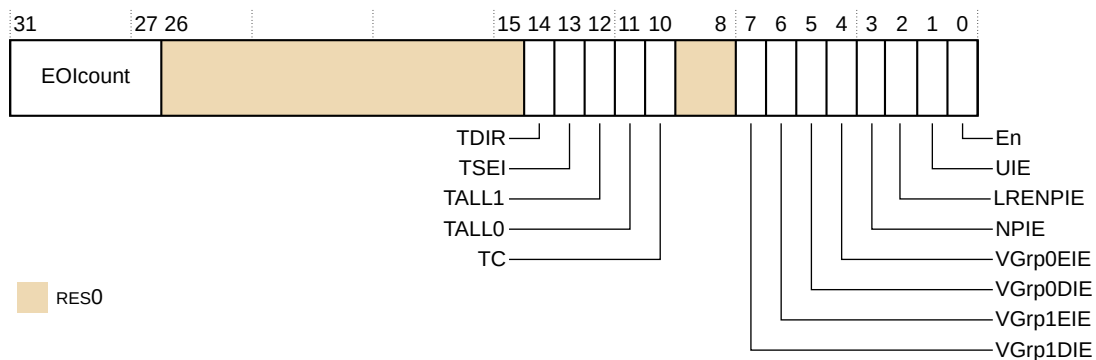 31 27 26 15 14 13 12 11 10 8 7 6 5 4 3 2 1 0
EOIcount
TDIR En
TSEI UIE
TALL1 LRENPIE
TALL0 NPIE
TC VGrp0EIE
VGrp0DIE
RES0
VGrp1EIE
VGrp1DIE